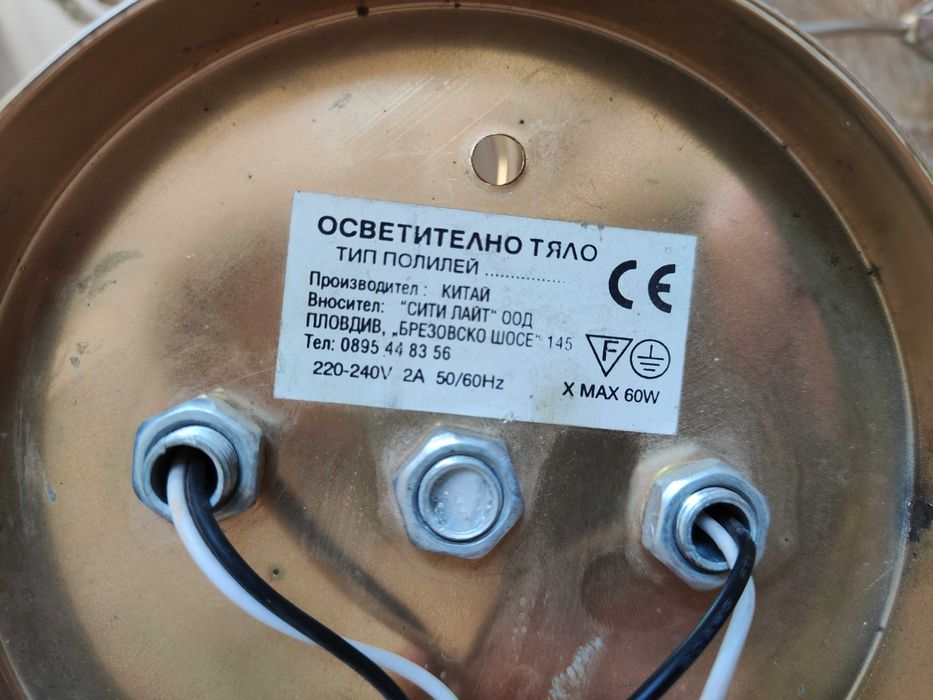 ОСВЕТИТЕЛНО ТЯЛО
ТИП ПОЛИЛЕЙ ..................
Производител : КИТАЙ
Вносител: "СИТИ ЛАЙТ" ООД
ПЛОВДИВ, „БРЕЗОВСКО ШОСЕ" 145
Тел: 0895 44 83 56
220-240V 2A 50/60Hz
CE
F
X MAX 60W